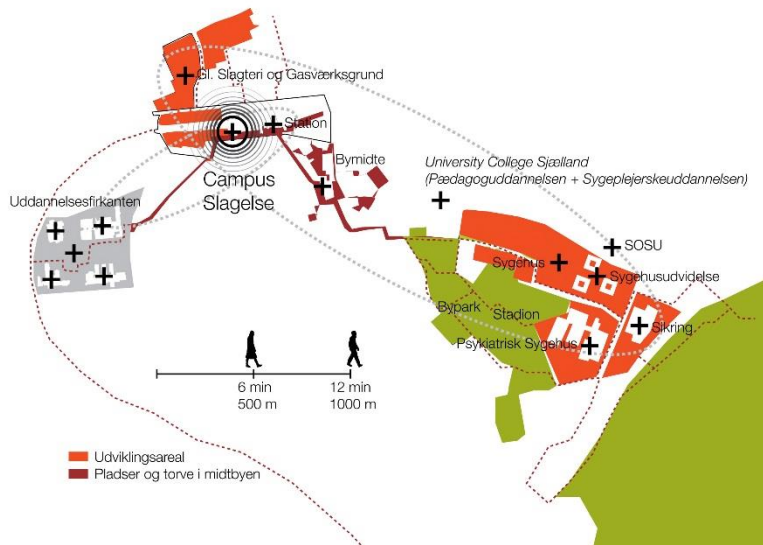 Gl. Slagteri og Gasværksgrund
Station
Campus
Slagelse
Bymidte
Uddannelsesfirkanten
University College Sjælland
(Pædagoguddannelsen + Sygeplejerskeuddannelsen)
SOSU
Sygehus
Sygehusudvidelse
Bypark
Stadion
Sikring
Psykiatrisk Sygehus
6 min
500 m
12 min
1000 m
Udviklingsareal
Pladser og torve i midtbyen